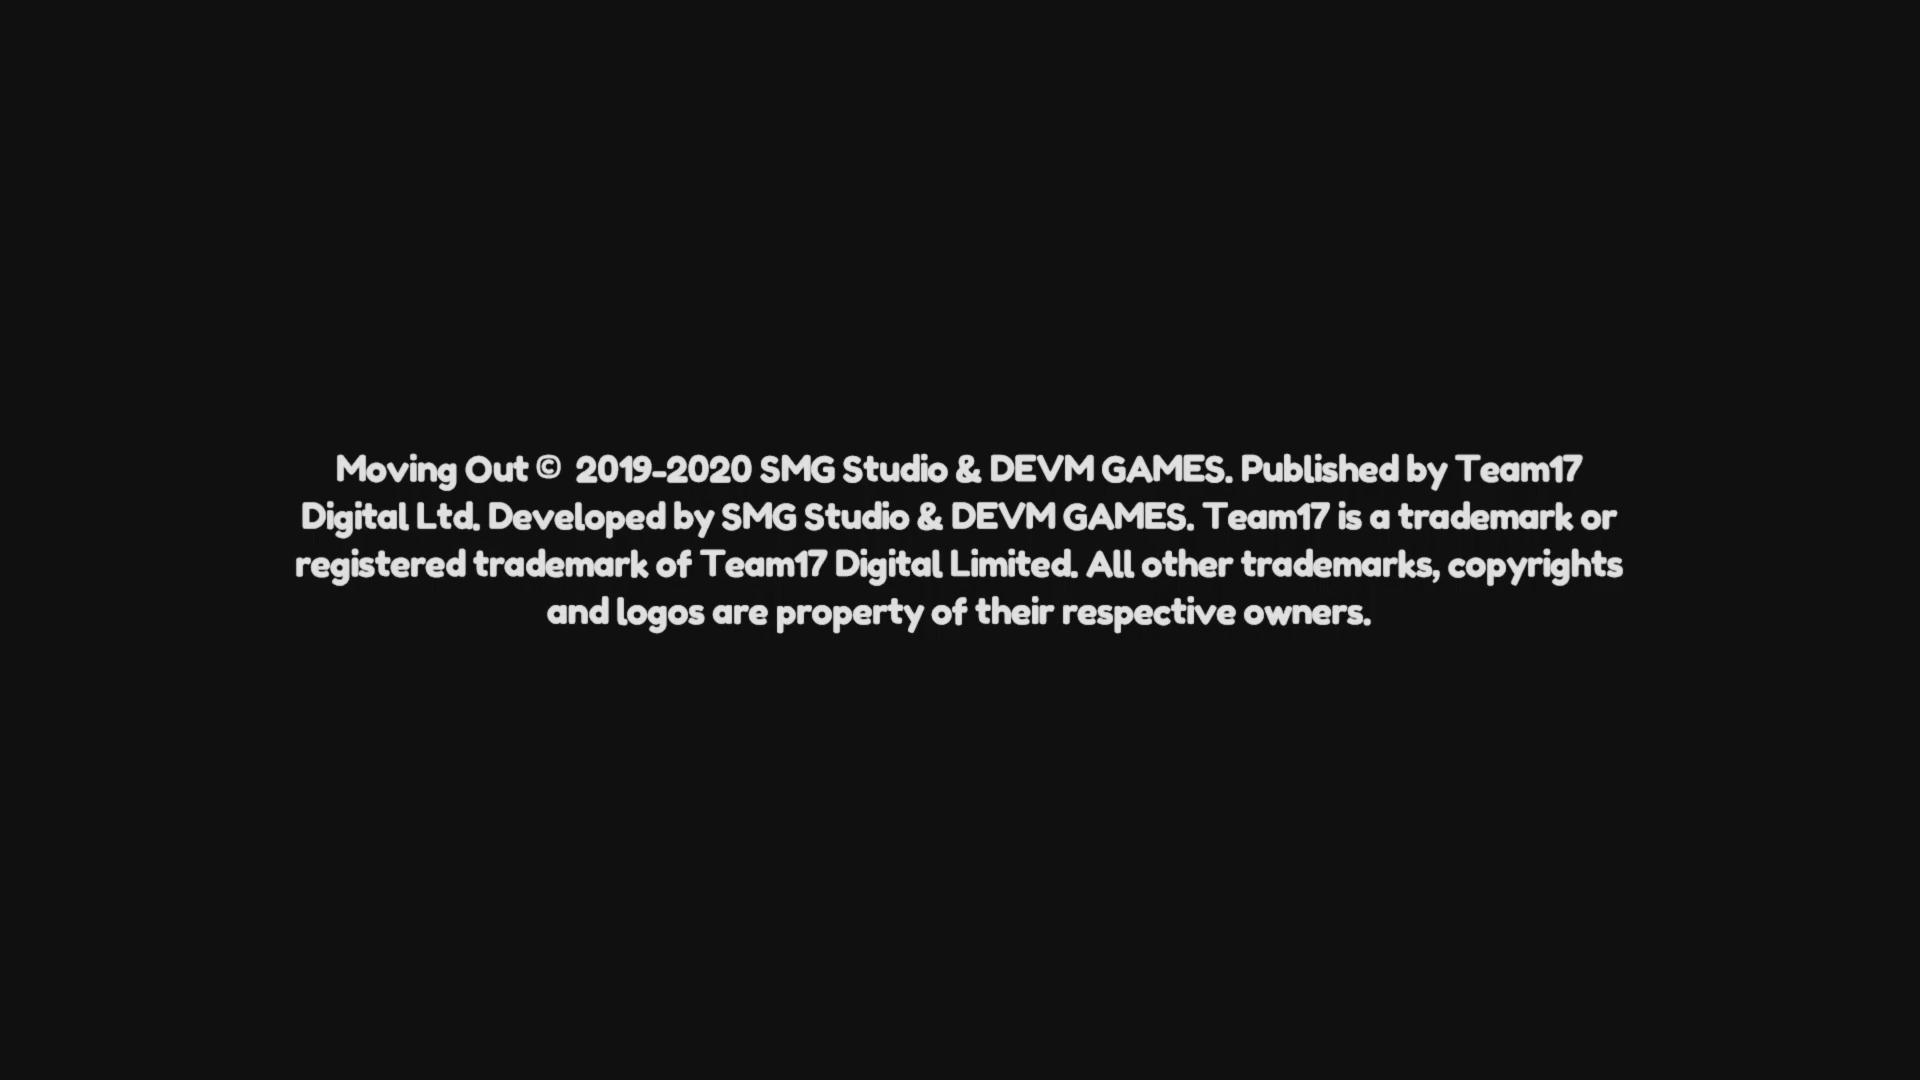 Moving Out © 2019-2020 SMG Studio & DEVM GAMES. Published by Team17
Digital Ltd. Developed by SMG Studio & DEVM GAMES. Team17 is a trademark or
registered trademark of Team17 Digital Limited. All other trademarks, copyrights
and logos are property of their respective owners.